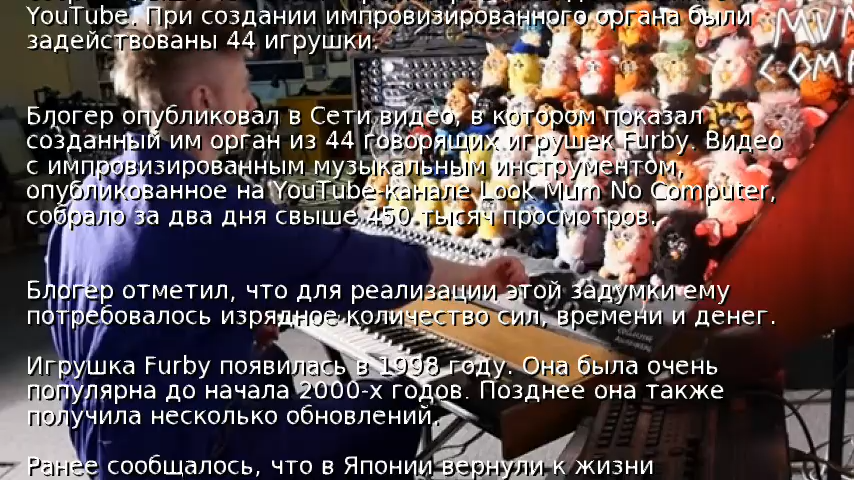 YouTube. При создании импровизированного органа были
задействованы 44 игрушки.
Блогер опубликовал в Сети видео, в котором показал
созданный им орган из 44 говорящих игрушек Furby. Видео
с импровизированным музыкальным инструментом,
опубликованное на YouTube-канале Look Mum No Computer,
собрало за два дня свыше 450 тысяч просмотров.
Блогер отметил, что для реализации этой задумки ему
потребовалось изрядное количество сил, времени и денег.
Игрушка Furby появилась в 1998 году. Она была очень
популярна до начала 2000-х годов. Позднее она также
получила несколько обновлений.
Ранее сообщалось, что в Японии вернули к жизни